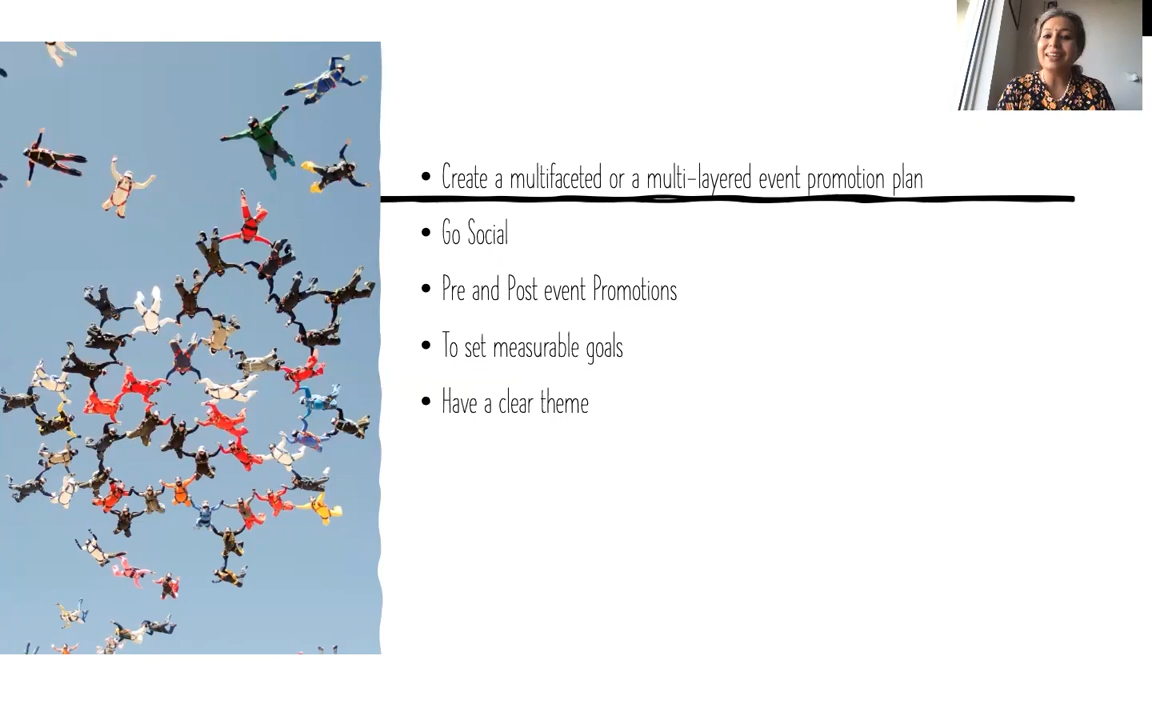 • Create a multifaceted or a multi-layered event promotion plan
• Go Social
• Pre and Post event Promotions
• To set measurable goals
• Have a clear theme